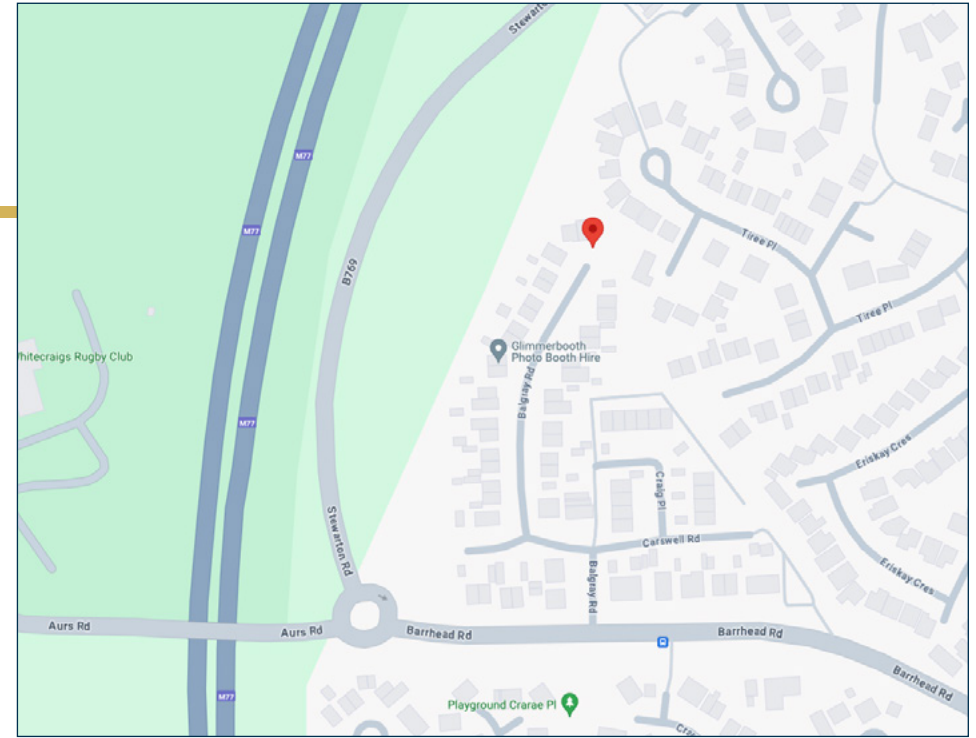 Stewarton
M77
M77
B769
Tiree Pl
Tiree Pl
hitecraigs Rugby Club
Glimmerbooth
Photo Booth Hire
Balgray Rd
M77
Eriskay Cres
Craig Pl
Stewarton Rd
Carswell Rd
Eriskay Cres
Balgray Rd
Aurs Rd
Aurs Rd
Barrhead Rd
Barrhead Rd
Barrhead Rd
M77
Playground Crarae Pl
Crar